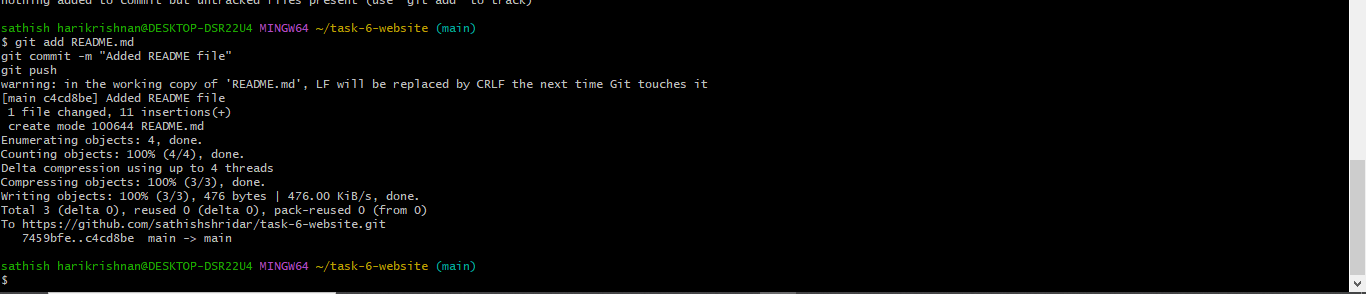 nothing added to commit but untracked files present (use "git add" to track)
sathish harikrishnan@DESKTOP-DSR22U4 MINGW64 ~/task-6-website (main)
$ git add README.md
git commit -m "Added README file"
git push
warning: in the working copy of 'README.md', LF will be replaced by CRLF the next time Git touches it
[main c4cd8be] Added README file
 1 file changed, 11 insertions(+)
 create mode 100644 README.md
Enumerating objects: 4, done.
Counting objects: 100% (4/4), done.
Delta compression using up to 4 threads
Compressing objects: 100% (3/3), done.
Writing objects: 100% (3/3), 476 bytes | 476.00 KiB/s, done.
Total 3 (delta 0), reused 0 (delta 0), pack-reused 0 (from 0)
To https://github.com/sathishshridar/task-6-website.git
   7459bfe..c4cd8be  main -> main
sathish harikrishnan@DESKTOP-DSR22U4 MINGW64 ~/task-6-website (main)
$